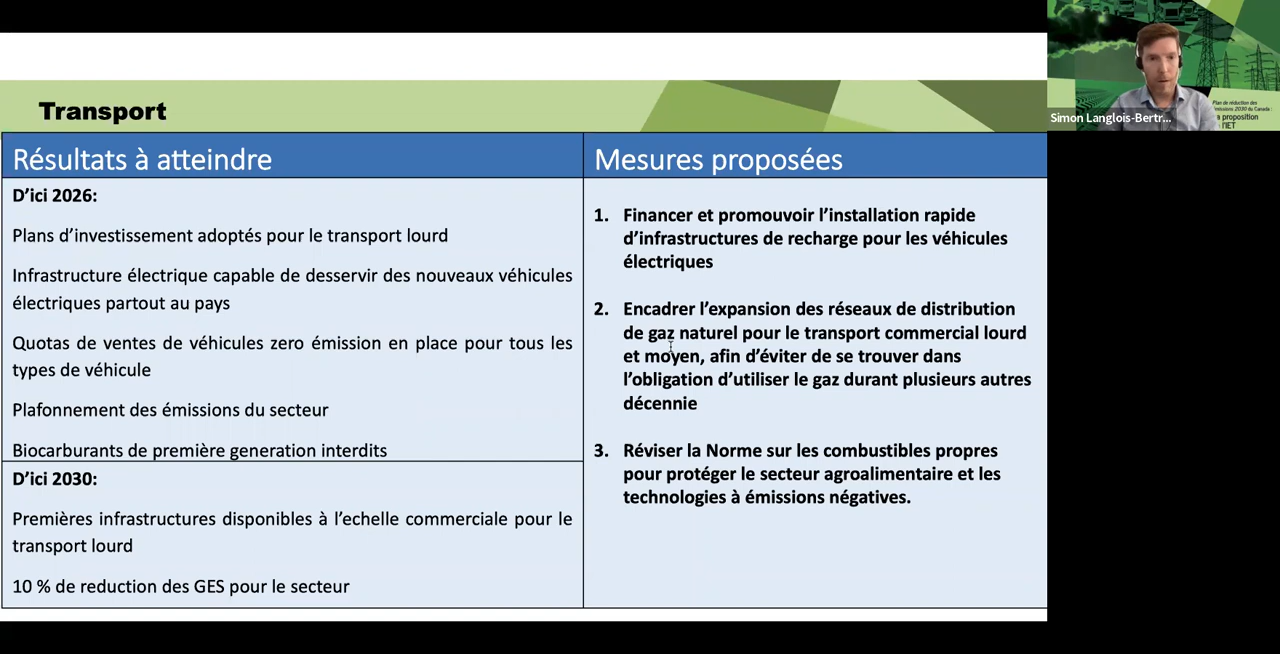 Transport
Résultats à atteindre
D’ici 2026:
Plans d’investissement adoptés pour le transport lourd
Infrastructure électrique capable de desservir des nouveaux véhicules
électriques partout au pays
Quotas de ventes de véhicules zero émission en place pour tous les
types de véhicule
Plafonnement des émissions du secteur
Biocarburants de première generation interdits
D’ici 2030:
Premières infrastructures disponibles à l’echelle commerciale pour le
transport lourd
10 % de reduction des GES pour le secteur
Mesures proposées
1. Financer et promouvoir l’installation rapide
d’infrastructures de recharge pour les véhicules
électriques
2. Encadrer l’expansion des réseaux de distribution
de gaz naturel pour le transport commercial lourd
et moyen, afin d’éviter de se trouver dans
l’obligation d’utiliser le gaz durant plusieurs autres
décennie
3. Réviser la Norme sur les combustibles propres
pour protéger le secteur agroalimentaire et les
technologies à émissions négatives.
Simon Langlois-Bertr...
Plan de réduction des
émissions 2030 du Canada :
a proposition
l'IET